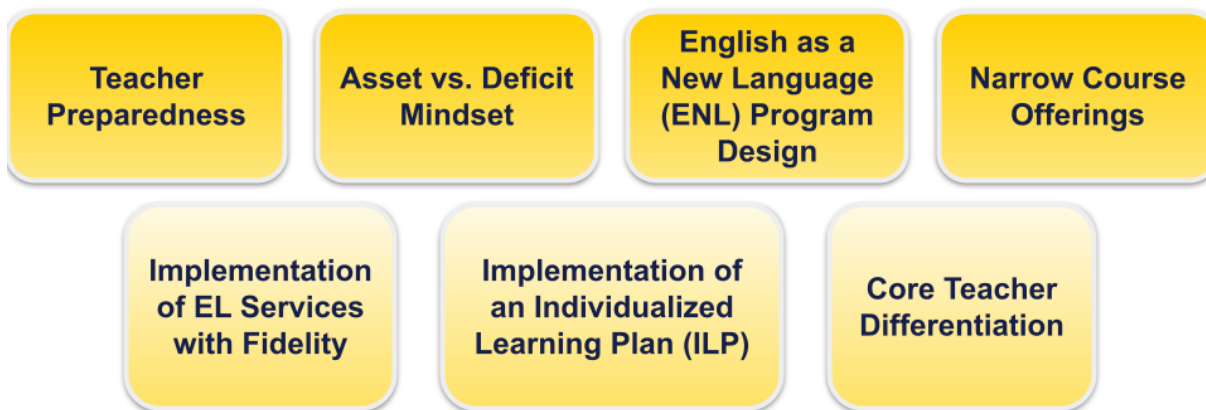 Teacher
Preparedness
Asset vs. Deficit
Mindset
English as a
New Language
(ENL) Program
Design
Narrow Course
Offerings
Implementation
of EL Services
with Fidelity
Implementation of
an Individualized
Learning Plan (ILP)
Core Teacher
Differentiation